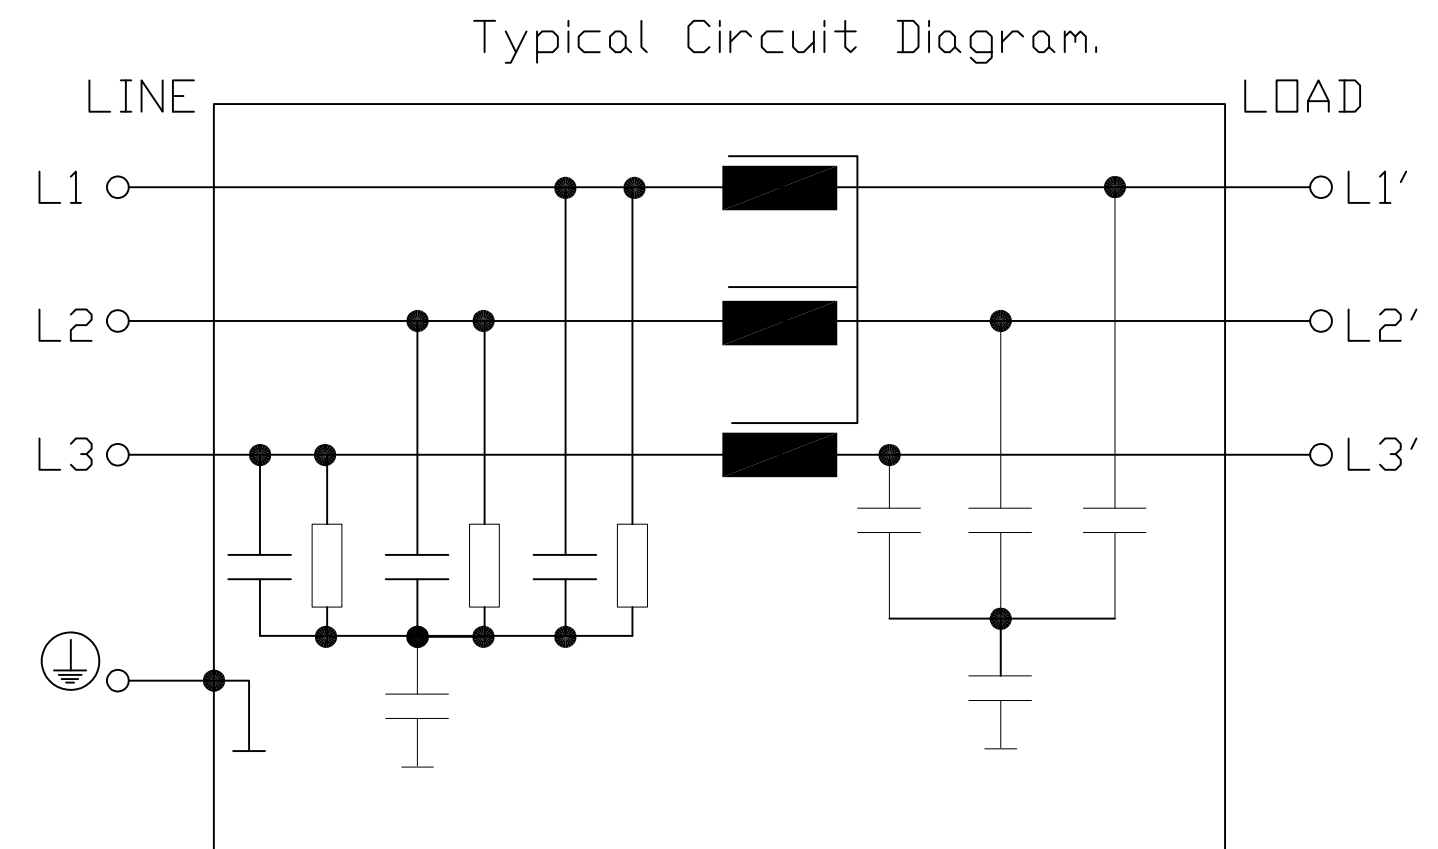 Typical Circuit Diagram.
LINE LOAD
L1 L1'
L2 L2'
L3 L3'